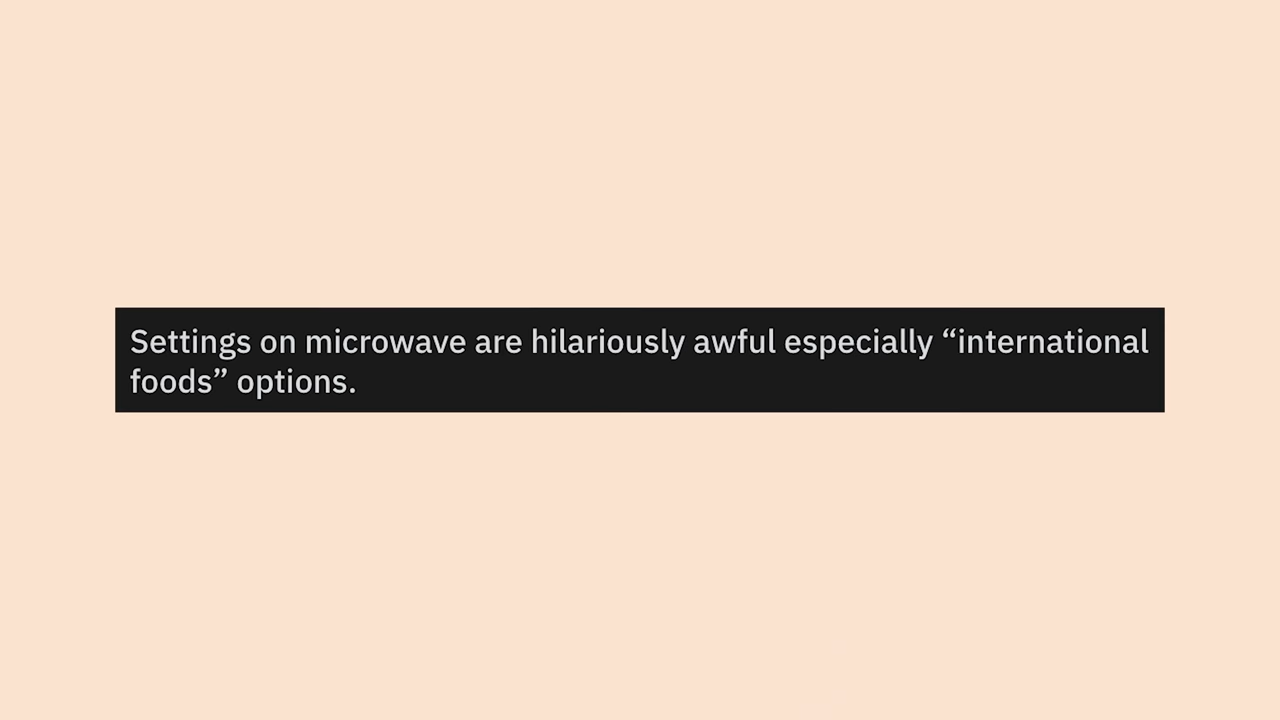 Settings on microwave are hilariously awful especially “international
foods” options.